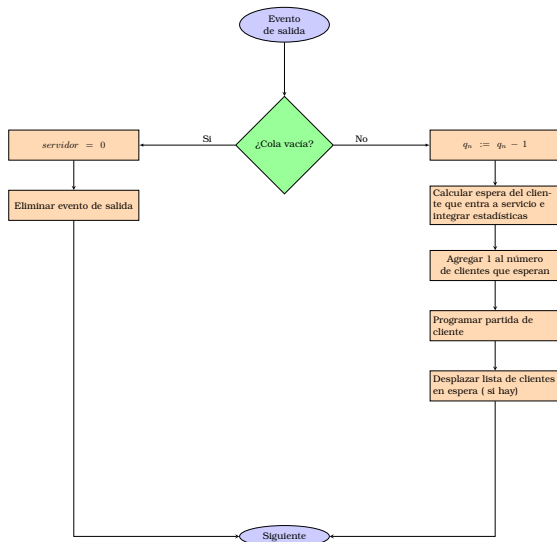 Evento
de salida
¿Cola vacía?
Si
No
servidor = 0
Eliminar evento de salida
qn := qn − 1
Calcular espera del clien-
te que entra a servicio e
integrar estadísticas
Agregar 1 al número
de clientes que esperan
Programar partida de
cliente
Desplazar lista de clientes
en espera ( si hay)
Siguiente